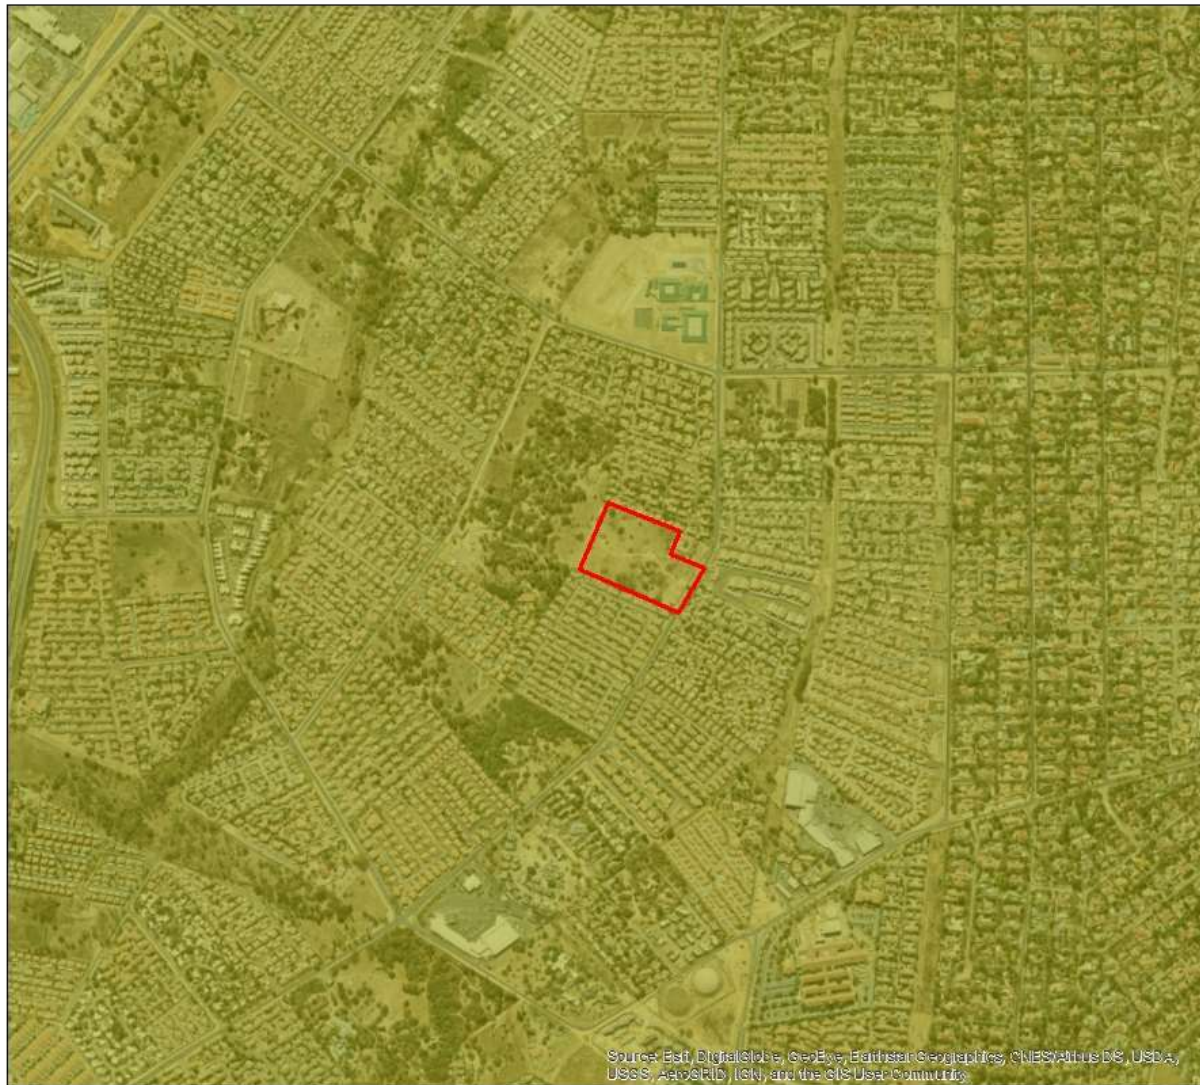 Source: Esri, DigitalGlobe, GeoEye, Earthstar Geographics, CNES/Airbus DS, USDA,
USGS, AeroGRID, IGN, and the GIS User Community